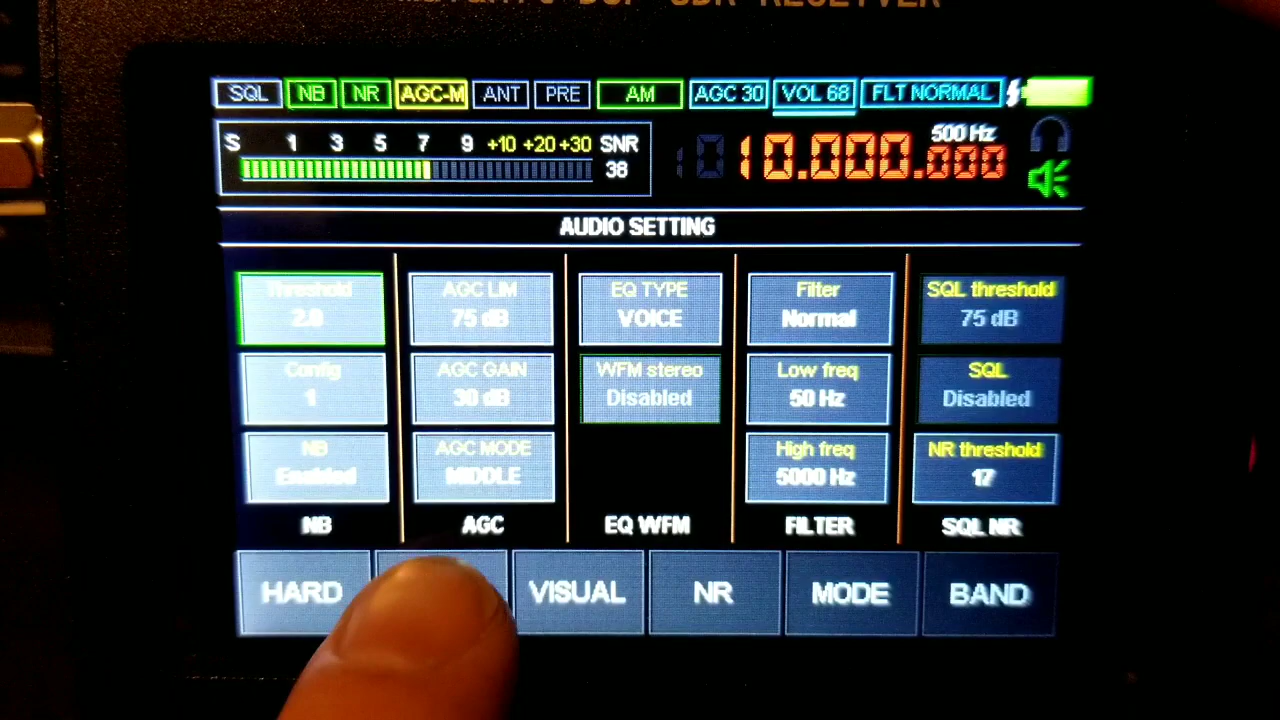 DSP SDR RECEIVER
SQL NB NR AGC-M ANT PRE AM AGC 30 VOL 68 FLT NORMAL
S 1 3 5 7 9 +10 +20 +30 SNR
38
500 Hz
10.000.000
AUDIO SETTING
Threshold
2.8
AGC LIM
75 dB
EQ TYPE
VOICE
Filter
Normal
SQL threshold
75 dB
Config
1
AGC GAIN
30 dB
WFM stereo
Disabled
Low freq
50 Hz
SQL
Disabled
NB
Enabled
AGC MODE
MIDDLE
High freq
5000 Hz
NR threshold
17
NB AGC EQ WFM FILTER SQL NR
HARD VISUAL NR MODE BAND